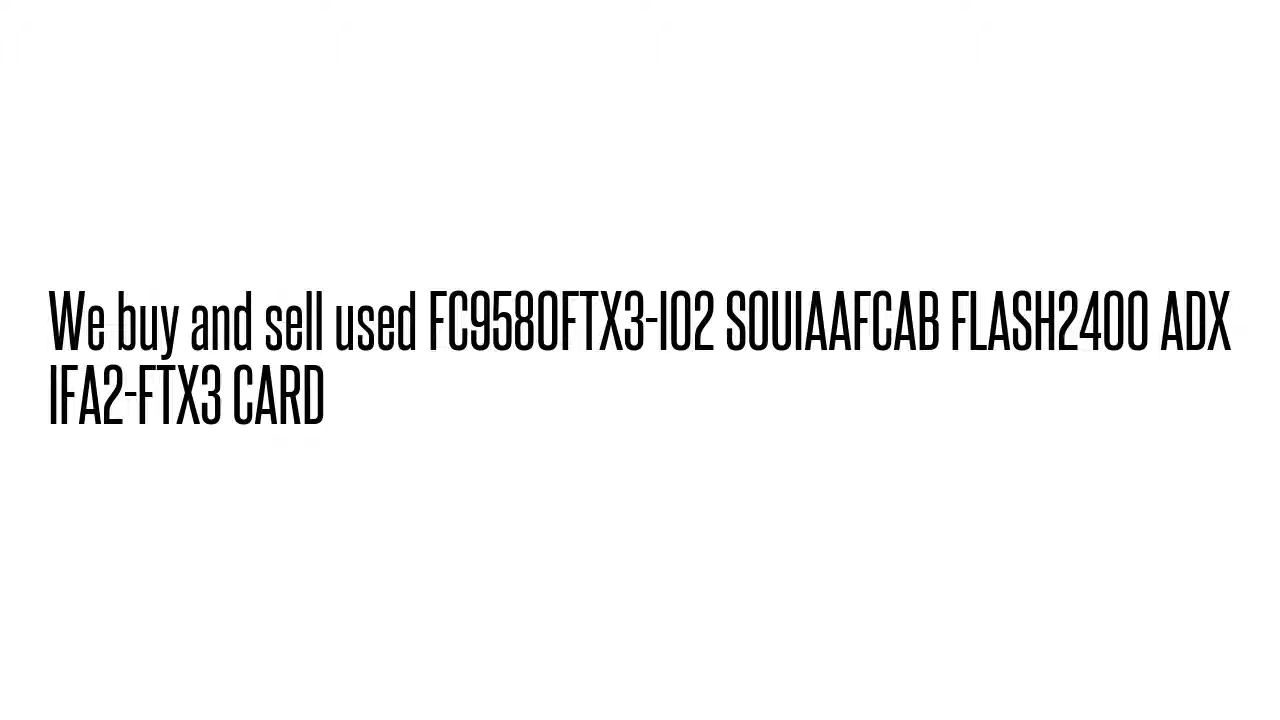 We buy and sell used FC9580FTX3-I02 SOUIAAFCAB FLASH2400 ADX
IFA2-FTX3 CARD